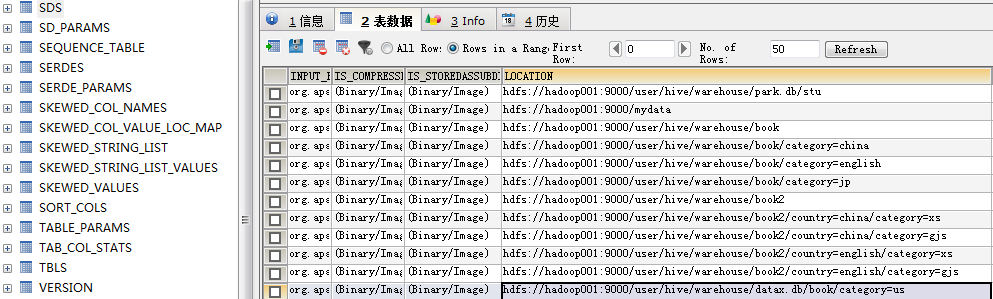 SDS
SD_PARAMS
SEQUENCE_TABLE
SERDES
SERDE_PARAMS
SKEWED_COL_NAMES
SKEWED_COL_VALUE_LOC_MAP
SKEWED_STRING_LIST
SKEWED_STRING_LIST_VALUES
SKEWED_VALUES
SORT_COLS
TABLE_PARAMS
TAB_COL_STATS
TBLS
VERSION
1 信息 2 表数据 3 Info 4 历史
All Row: Rows in a Rang First Row: 0 No. of Rows: 50 Refresh
INPUT_F IS_COMPRESSI IS_STOREDASSUBDI LOCATION
org.apa (Binary/Imag (Binary/Image) hdfs://hadoop001:9000/user/hive/warehouse/park.db/stu
org.apa (Binary/Imag (Binary/Image) hdfs://hadoop001:9000/mydata
org.apa (Binary/Imag (Binary/Image) hdfs://hadoop001:9000/user/hive/warehouse/book
org.apa (Binary/Imag (Binary/Image) hdfs://hadoop001:9000/user/hive/warehouse/book/category=china
org.apa (Binary/Imag (Binary/Image) hdfs://hadoop001:9000/user/hive/warehouse/book/category=english
org.apa (Binary/Imag (Binary/Image) hdfs://hadoop001:9000/user/hive/warehouse/book/category=jp
org.apa (Binary/Imag (Binary/Image) hdfs://hadoop001:9000/user/hive/warehouse/book2
org.apa (Binary/Imag (Binary/Image) hdfs://hadoop001:9000/user/hive/warehouse/book2/country=china/category=xs
org.apa (Binary/Imag (Binary/Image) hdfs://hadoop001:9000/user/hive/warehouse/book2/country=china/category=gjs
org.apa (Binary/Imag (Binary/Image) hdfs://hadoop001:9000/user/hive/warehouse/book2/country=english/category=xs
org.apa (Binary/Imag (Binary/Image) hdfs://hadoop001:9000/user/hive/warehouse/book2/country=english/category=gjs
org.apa (Binary/Imag (Binary/Image) hdfs://hadoop001:9000/user/hive/warehouse/datax.db/book/category=us